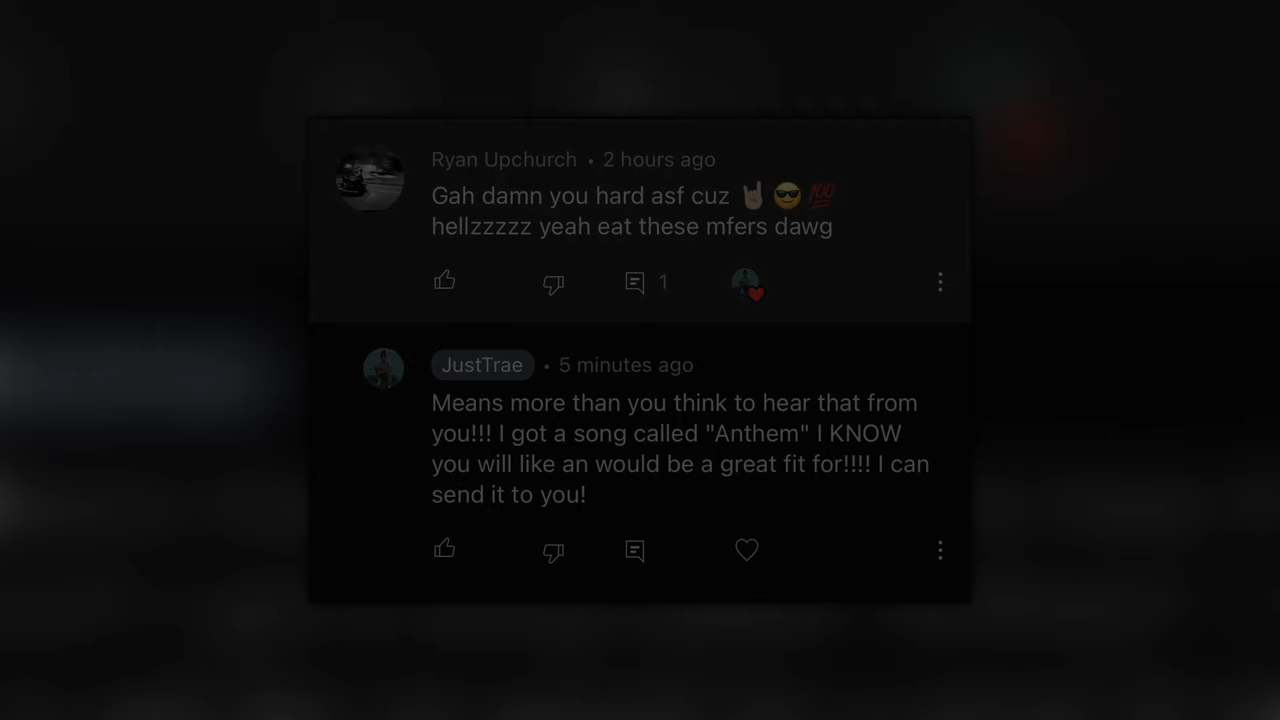 Ryan Upchurch • 2 hours ago
Gah damn you hard asf cuz 🤘🏼😎💯
hellzzzzz yeah eat these mfers dawg
1
JustTrae • 5 minutes ago
Means more than you think to hear that from
you!!! I got a song called "Anthem" I KNOW
you will like an would be a great fit for!!!! I can
send it to you!